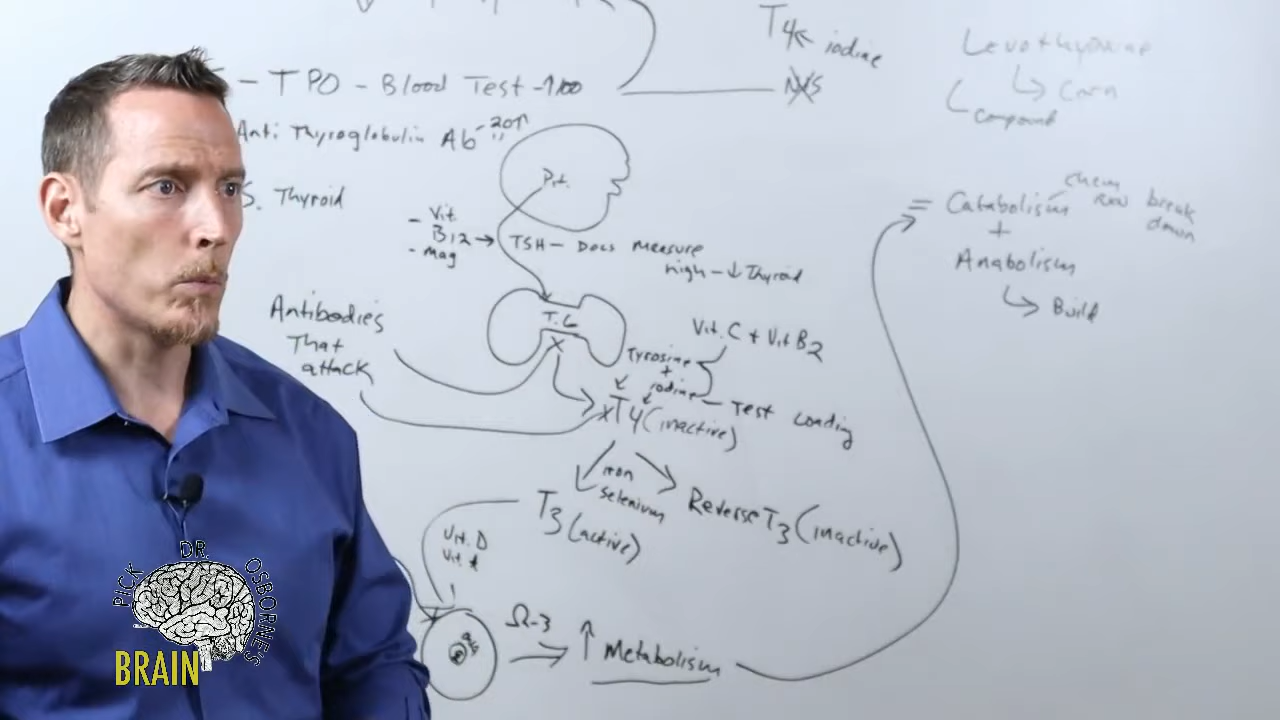 T4 iodine
- TPO - Blood Test -↑100
Anti Thyroglobulin Ab - 20↑
S. Thyroid
Levothyroxine
↳ Corn
Compound
Pit.
- Vit
B12 →
- mag
TSH - Docs measure
high - ↓ Thyroid
= Catabolism
chem
break
down
+
Anabolism
↳ Build
Antibodies
That
attack
T.G
X
Vit. C + Vit B2
Tyrosine
+
iodine - Test Loading
xT4 (inactive)
iron
selenium
T3 (active)
Reverse T3 (inactive)
Vit. D
Vit. A
Ω-3
↑ Metabolism
PICK DR. OSBORNE'S
BRAIN